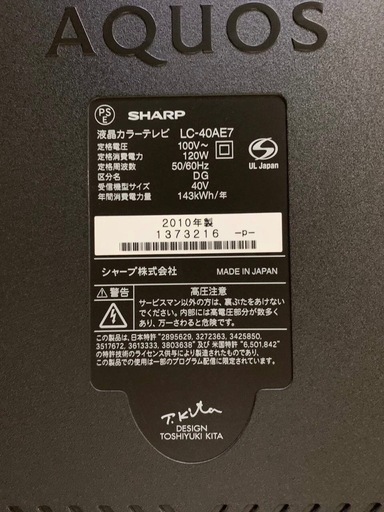 AQUOS
PS
E
SHARP
液晶カラーテレビ LC-40AE7
定格電圧 100V~
定格消費電力 120W
定格周波数 50/60Hz
区分名 DG
受信機型サイズ 40V
年間消費電力量 143kWh/年
UL Japan
2010年製
1373216 -p-
シャープ株式会社 MADE IN JAPAN
警告 高圧注意
サービスマン以外の方は、裏ぶたをあけないで
ください。内部には高電圧部分が数多く
あり、万一さわると危険です。
この製品は、日本特許 "2895629, 3272363, 3425850,
3517672, 3613333, 3803638" 及び 米国特許 "6,501,842"
の特許技術のライセンス供与により製造されました。
この製品での使用は一部のプログラム配信に限定されています。
T.Kita
DESIGN
TOSHIYUKI KITA